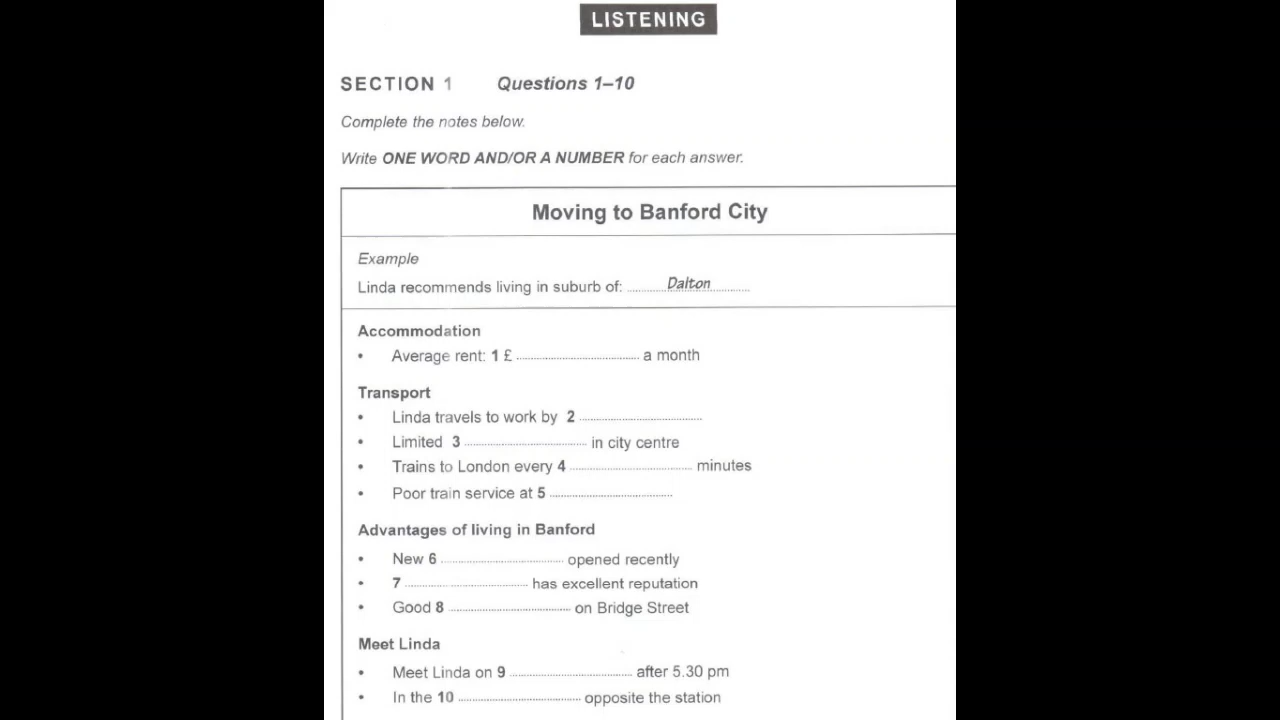 LISTENING
SECTION 1 Questions 1–10
Complete the notes below.
Write ONE WORD AND/OR A NUMBER for each answer.
Moving to Banford City
Example
Linda recommends living in suburb of: ........ Dalton ........
Accommodation
• Average rent: 1 £ ........................ a month
Transport
• Linda travels to work by 2 ........................
• Limited 3 ........................ in city centre
• Trains to London every 4 ........................ minutes
• Poor train service at 5 ........................
Advantages of living in Banford
• New 6 ........................ opened recently
• 7 ........................ has excellent reputation
• Good 8 ........................ on Bridge Street
Meet Linda
• Meet Linda on 9 ........................ after 5.30 pm
• In the 10 ........................ opposite the station